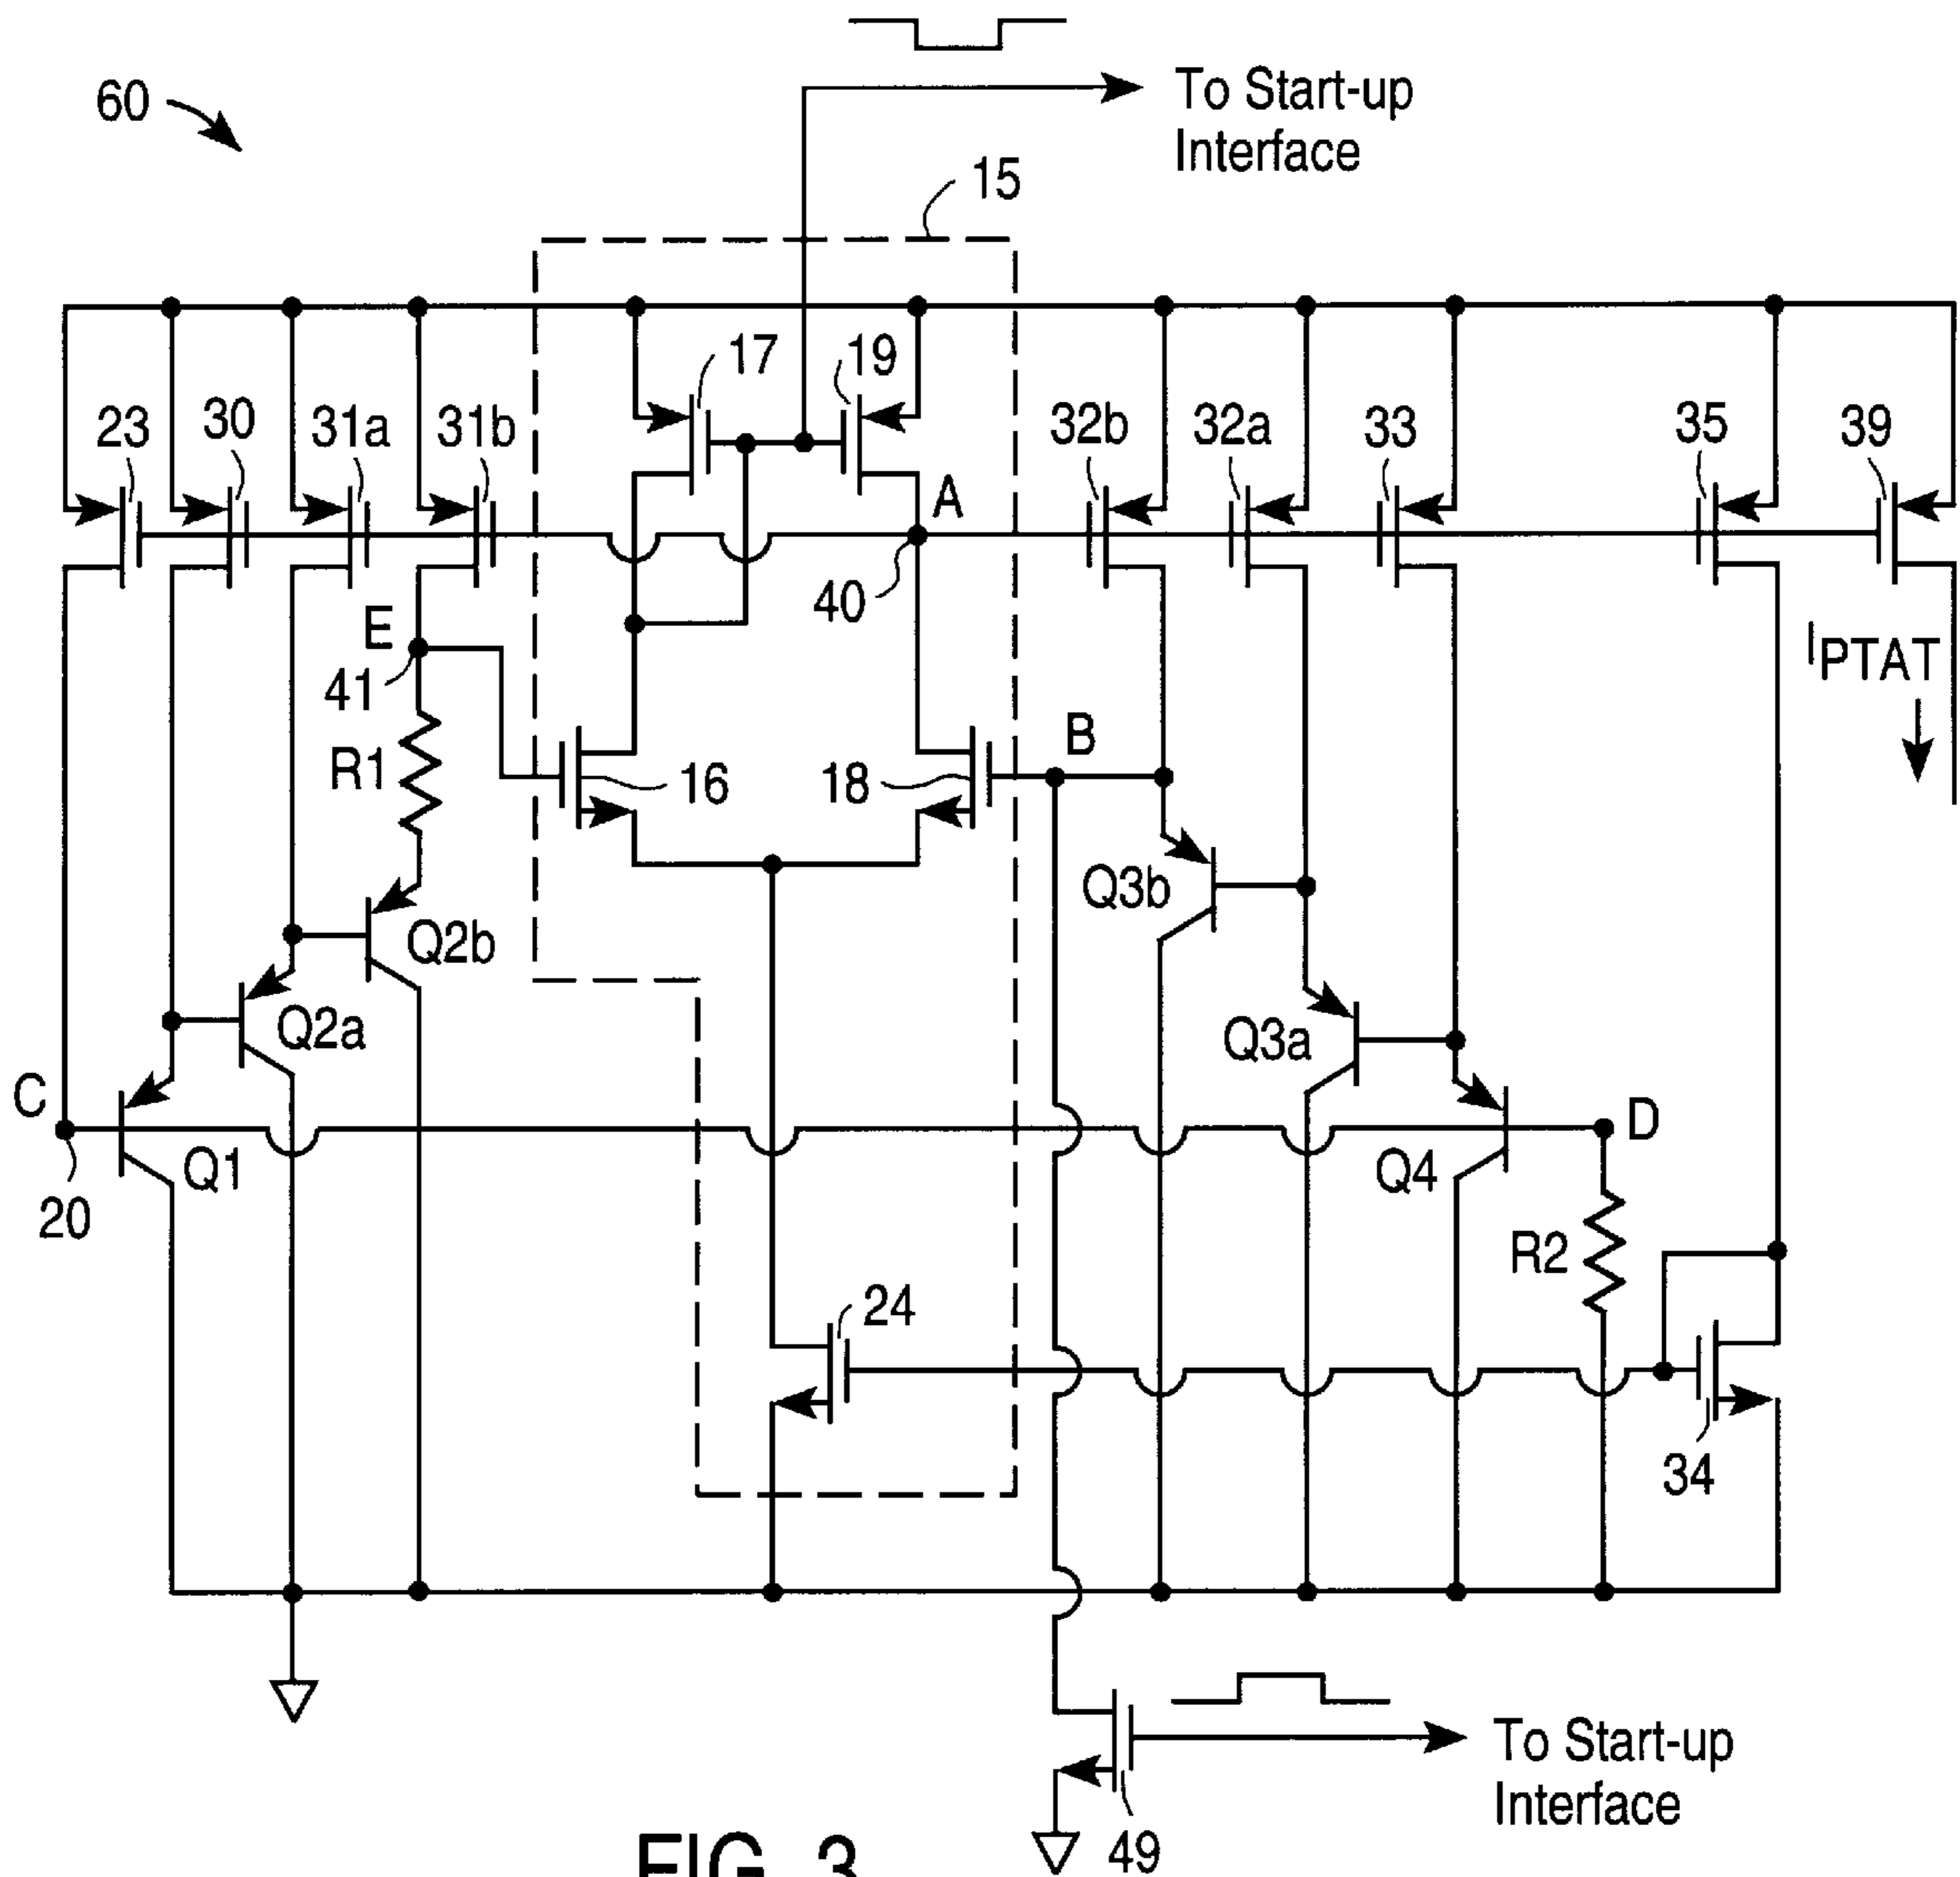 60
To Start-up
Interface
15
17
19
23
30
31a
31b
32b
32a
33
35
39
A
40
E
41
IPTAT
R1
16
18
B
Q3b
Q2b
Q2a
Q3a
C
D
Q1
Q4
20
R2
24
34
To Start-up
Interface
49
FIG. 3